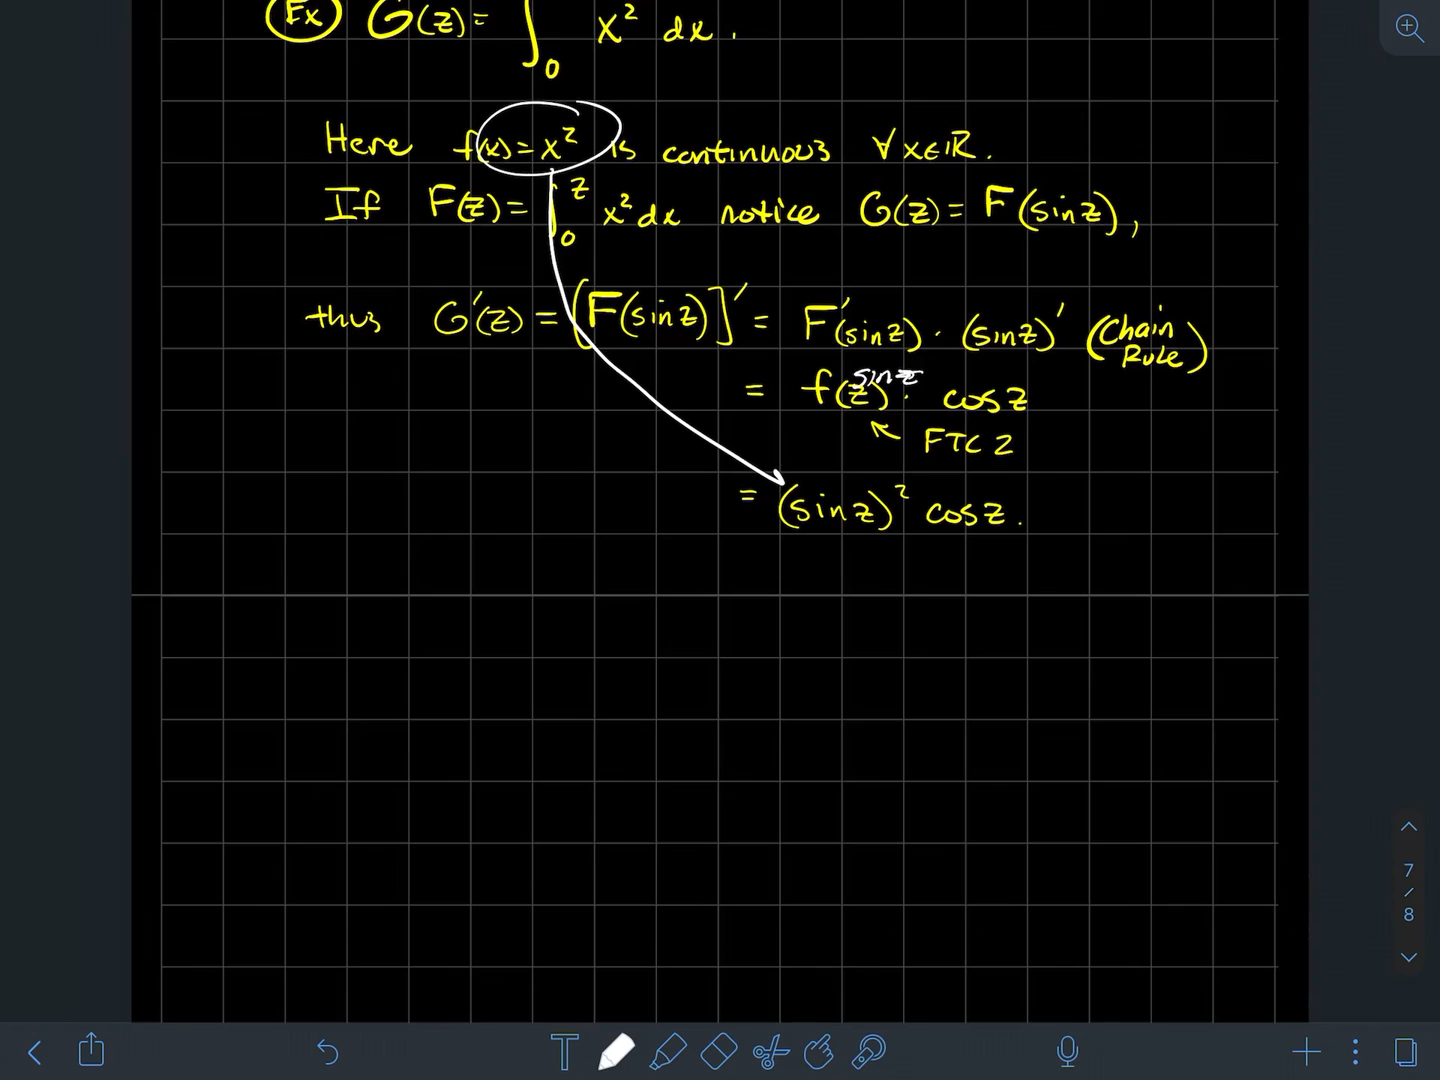 Ex G(z) = ∫₀ x² dx.
Here f(x) = x² is continuous ∀ x∈ℝ.
If F(z) = ∫₀ᶻ x² dx notice G(z) = F(sin z),
thus G'(z) = [F(sin z)]' = F'(sin z) · (sin z)' (Chain Rule)
sin z
= f(z) · cos z
↖ FTC 2
= (sin z)² cos z.
7
/
8
T